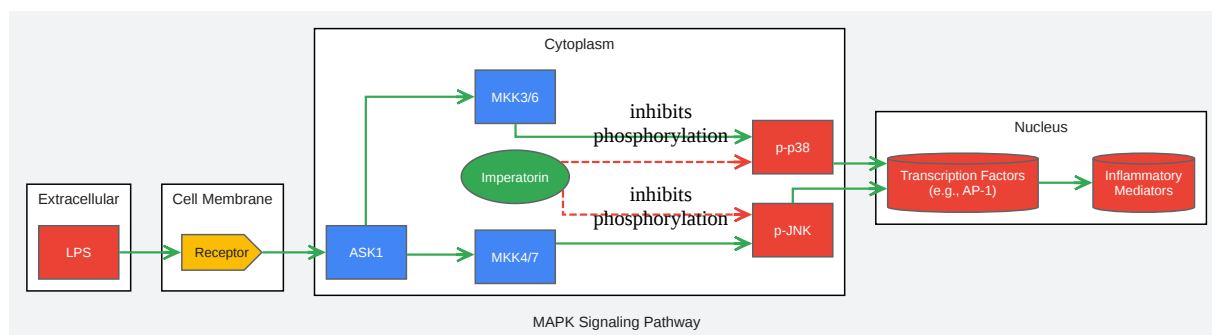 Cytoplasm
MKK3/6
inhibits
phosphorylation
p-p38
Nucleus
Imperatorin
Transcription Factors
(e.g., AP-1)
Inflammatory
Mediators
Extracellular
Cell Membrane
inhibits
phosphorylation
p-JNK
LPS
Receptor
ASK1
MKK4/7
MAPK Signaling Pathway